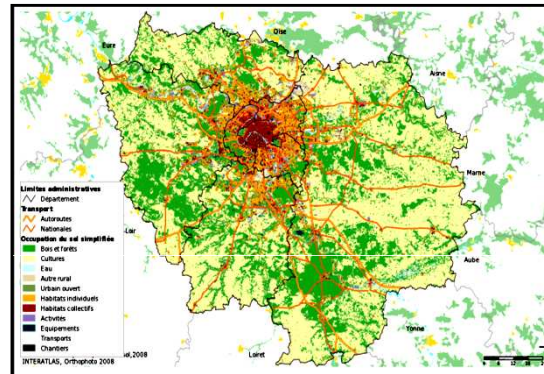 Oise
Eure
Aisne
Marne
Loir
Aube
Yonne
Loiret
Limites administratives
Département
Transport
Autoroutes
Nationales
Occupation du sol simplifiée
Bois et forêts
Cultures
Eau
Autre rural
Urbain ouvert
Habitats individuels
Habitats collectifs
Activités
Equipements
Transports
Chantiers
2008
INTERATLAS, Orthophoto 2008